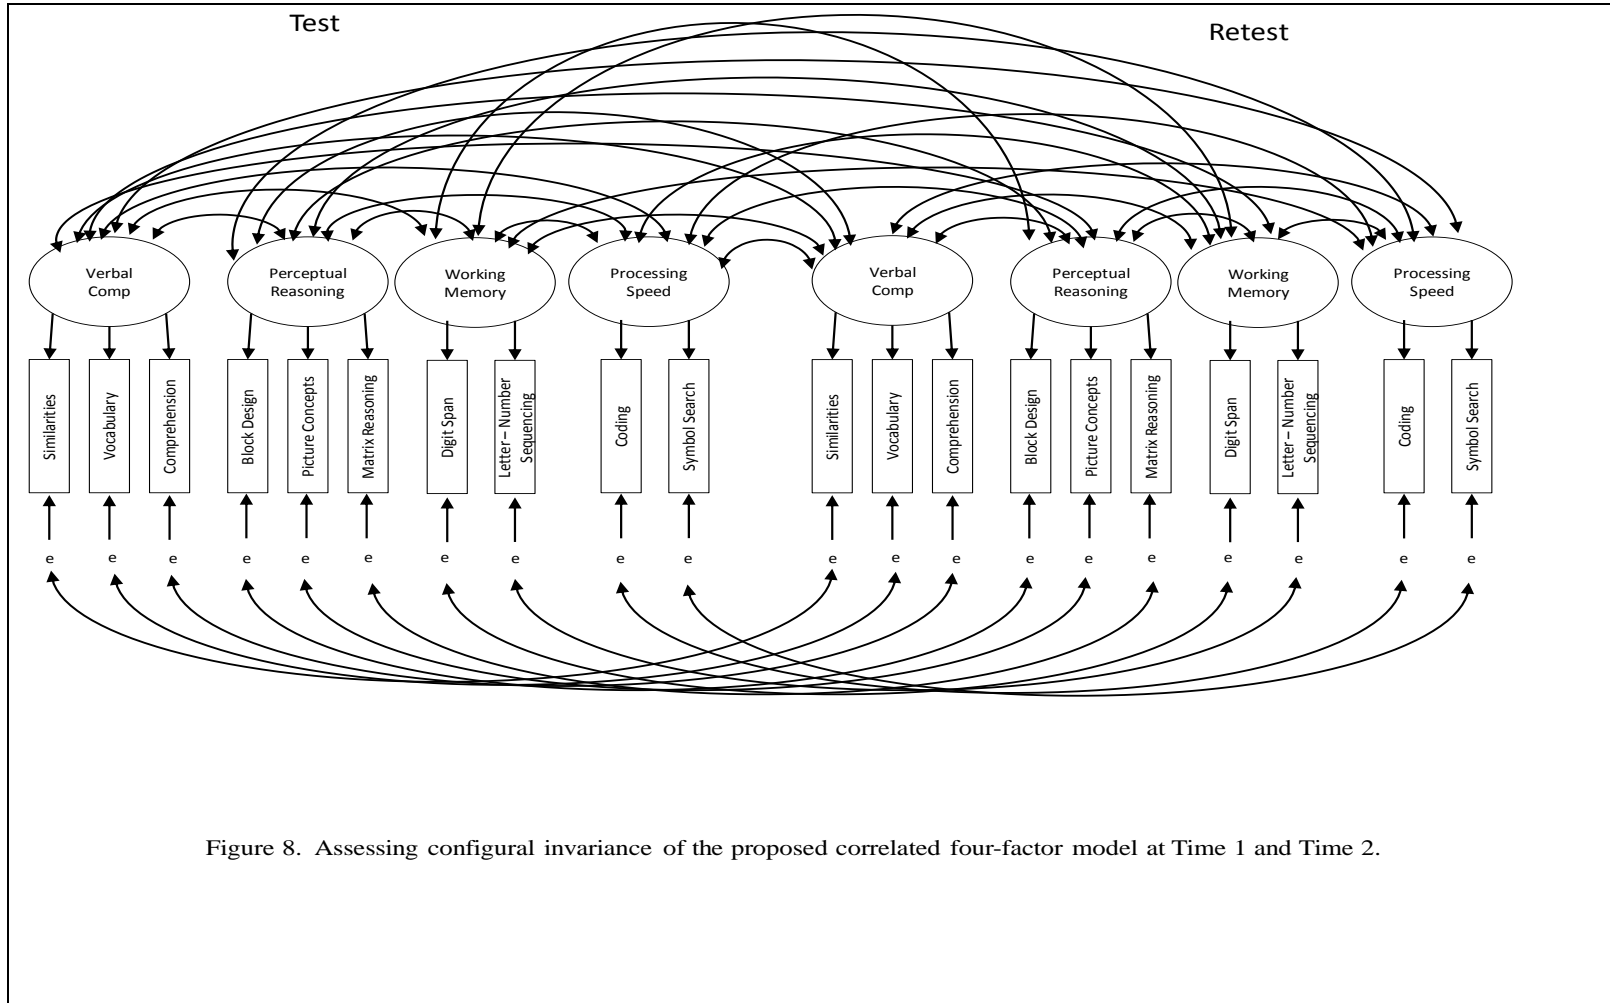 Test
Retest
Verbal
Comp
Perceptual
Reasoning
Working
Memory
Processing
Speed
Verbal
Comp
Perceptual
Reasoning
Working
Memory
Processing
Speed
Similarities
Vocabulary
Comprehension
Block Design
Picture Concepts
Matrix Reasoning
Digit Span
Letter – Number
Sequencing
Coding
Symbol Search
Similarities
Vocabulary
Comprehension
Block Design
Picture Concepts
Matrix Reasoning
Digit Span
Letter – Number
Sequencing
Coding
Symbol Search
e e e e e e e e e e e e e e e e e e e e
Figure 8. Assessing configural invariance of the proposed correlated four-factor model at Time 1 and Time 2.